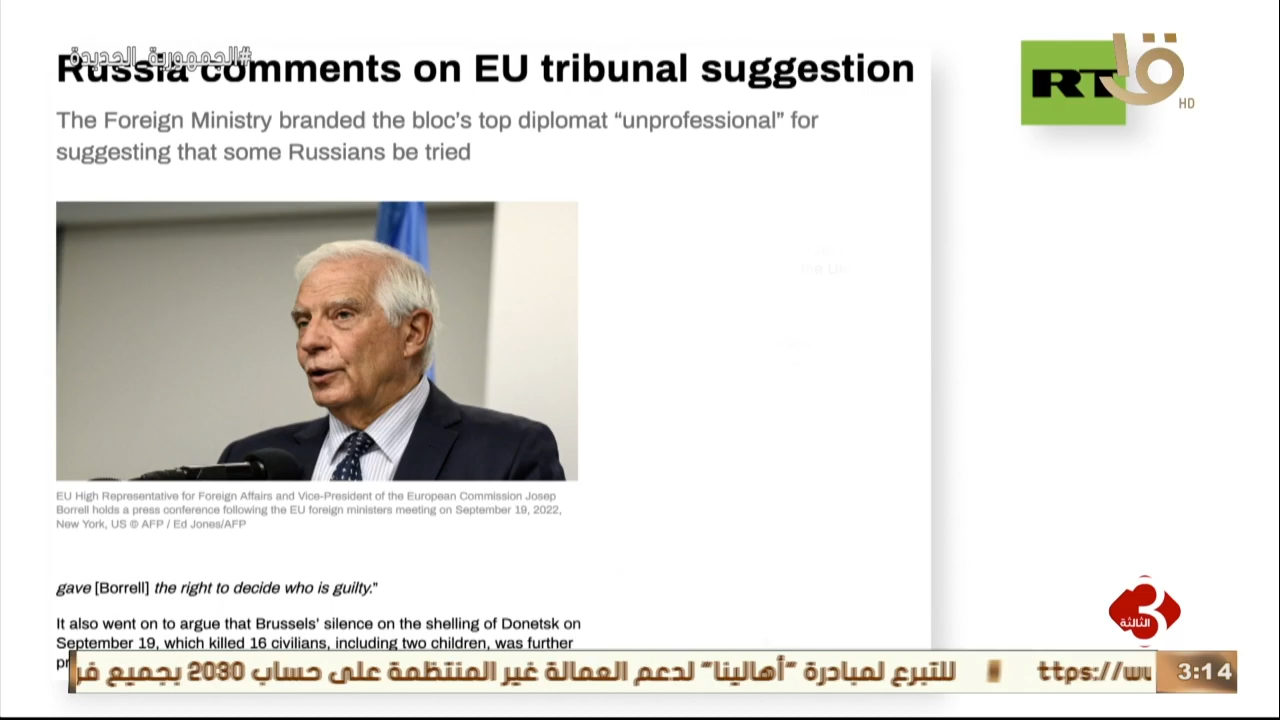 #الجمهورية_الجديدة
Russia comments on EU tribunal suggestion
RT
HD
The Foreign Ministry branded the bloc's top diplomat “unprofessional” for
suggesting that some Russians be tried
EU High Representative for Foreign Affairs and Vice-President of the European Commission Josep
Borrell holds a press conference following the EU foreign ministers meeting on September 19, 2022,
New York, US © AFP / Ed Jones/AFP
gave [Borrell] the right to decide who is guilty.”
It also went on to argue that Brussels’ silence on the shelling of Donetsk on
September 19, which killed 16 civilians, including two children, was further
3
الثالثة
للتبرع لمبادرة “أهالينا” لدعم العمالة غير المنتظمة على حساب 2030 بجميع
ttps://
3:14